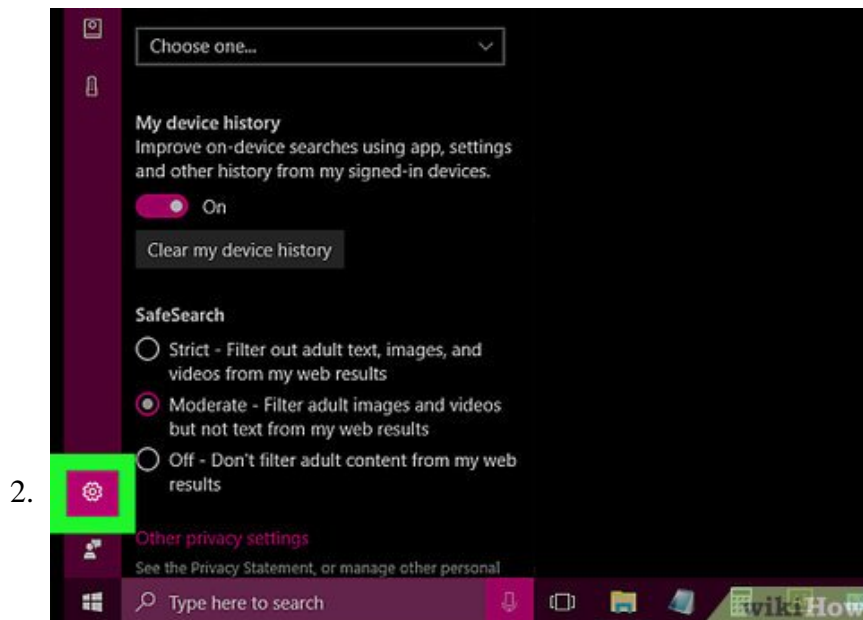 Choose one...
My device history
Improve on-device searches using app, settings
and other history from my signed-in devices.
On
Clear my device history
SafeSearch
Strict - Filter out adult text, images, and
videos from my web results
Moderate - Filter adult images and videos
but not text from my web results
Off - Don't filter adult content from my web
results
2.
Other privacy settings
See the Privacy Statement, or manage other personal
Type here to search
wikiHow